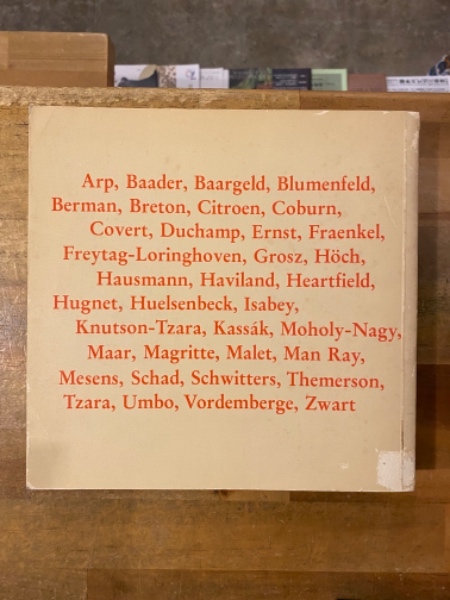 Arp, Baader, Baargeld, Blumenfeld,
Berman, Breton, Citroen, Coburn,
Covert, Duchamp, Ernst, Fraenkel,
Freytag-Loringhoven, Grosz, Höch,
Hausmann, Haviland, Heartfield,
Hugnet, Huelsenbeck, Isabey,
Knutson-Tzara, Kassák, Moholy-Nagy,
Maar, Magritte, Malet, Man Ray,
Mesens, Schad, Schwitters, Themerson,
Tzara, Umbo, Vordemberge, Zwart